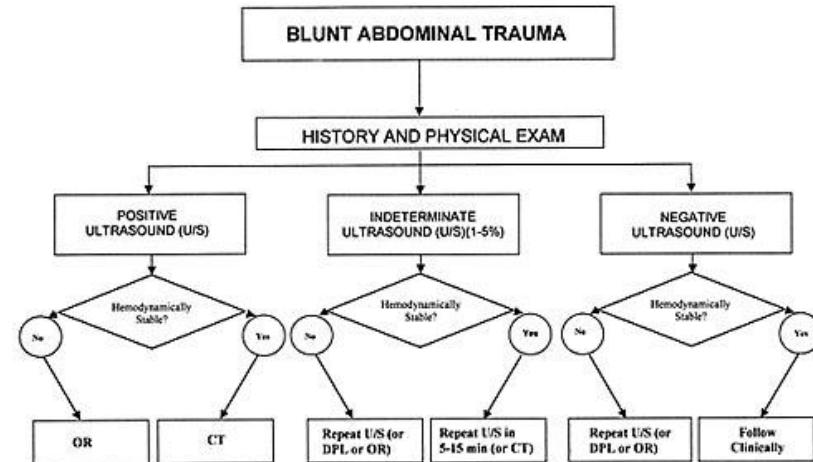 BLUNT ABDOMINAL TRAUMA
HISTORY AND PHYSICAL EXAM
POSITIVE
ULTRASOUND (U/S)
INDETERMINATE
ULTRASOUND (U/S)(1-5%)
NEGATIVE
ULTRASOUND (U/S)
Hemodynamically
Stable?
Hemodynamically
Stable?
Hemodynamically
Stable?
No
Yes
No
Yes
No
Yes
OR
CT
Repeat U/S (or
DPL or OR)
Repeat U/S in
5-15 min (or CT)
Repeat U/S (or
DPL or OR)
Follow
Clinically